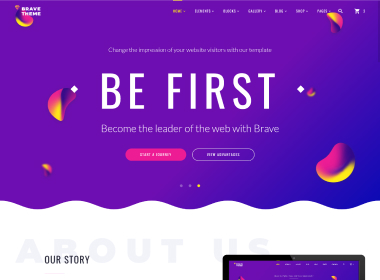 BRAVE
THEME
HOME ELEMENTS BLOCKS GALLERY BLOG SHOP PAGES
Change the impression of your website visitors with our template
BE FIRST
Become the leader of the web with Brave
START A JOURNEY
VIEW ADVANTAGES
ABOUT US
OUR STORY